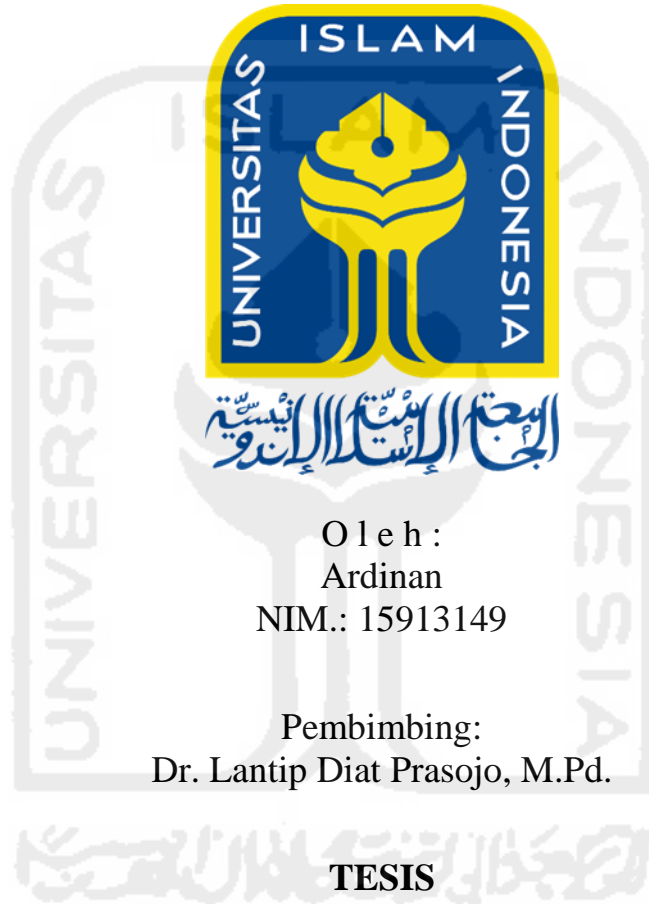 UNIVERSITAS
ISLAM
INDONESIA
الجامعة الإسلامية الإندونيسية
O l e h :
Ardinan
NIM.: 15913149
Pembimbing:
Dr. Lantip Diat Prasojo, M.Pd.
TESIS